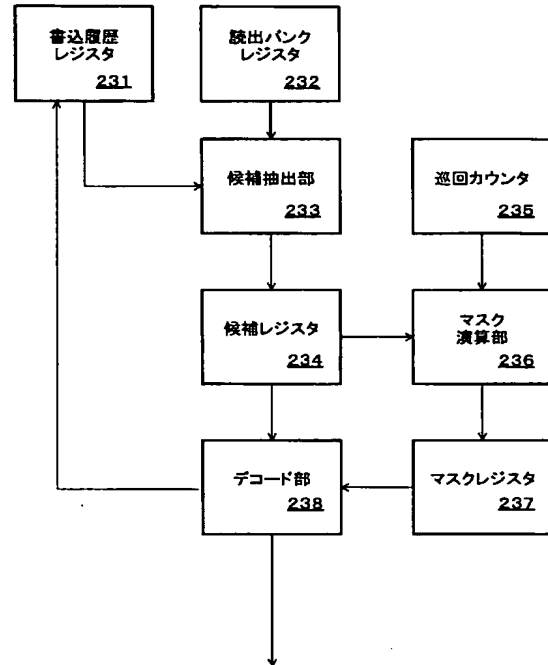 書込履歴
レジスタ
231
読出バンク
レジスタ
232
候補抽出部
233
巡回カウンタ
235
候補レジスタ
234
マスク
演算部
236
デコード部
238
マスクレジスタ
237